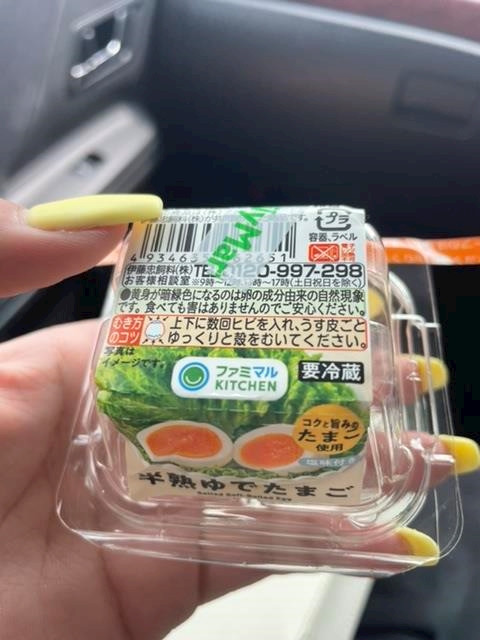 プラ
容器、ラベル
伊藤忠飼料(株) TEL 0120-997-298
お客様相談室 ※9時~12時、13時~17時(土日祝日を除く)
●黄身が暗緑色になるのは卵の成分由来の自然現象
です。食べても害はありませんのでご安心ください。
むき方のコツ 上下に数回ヒビを入れ、うす皮ごと
ゆっくりと殻をむいてください。
写真は
イメージです。
ファミマル
KITCHEN
要冷蔵
コクと旨みの
たまご
使用
塩味付き
半熟ゆでたまご
Salted Soft-Boiled Egg